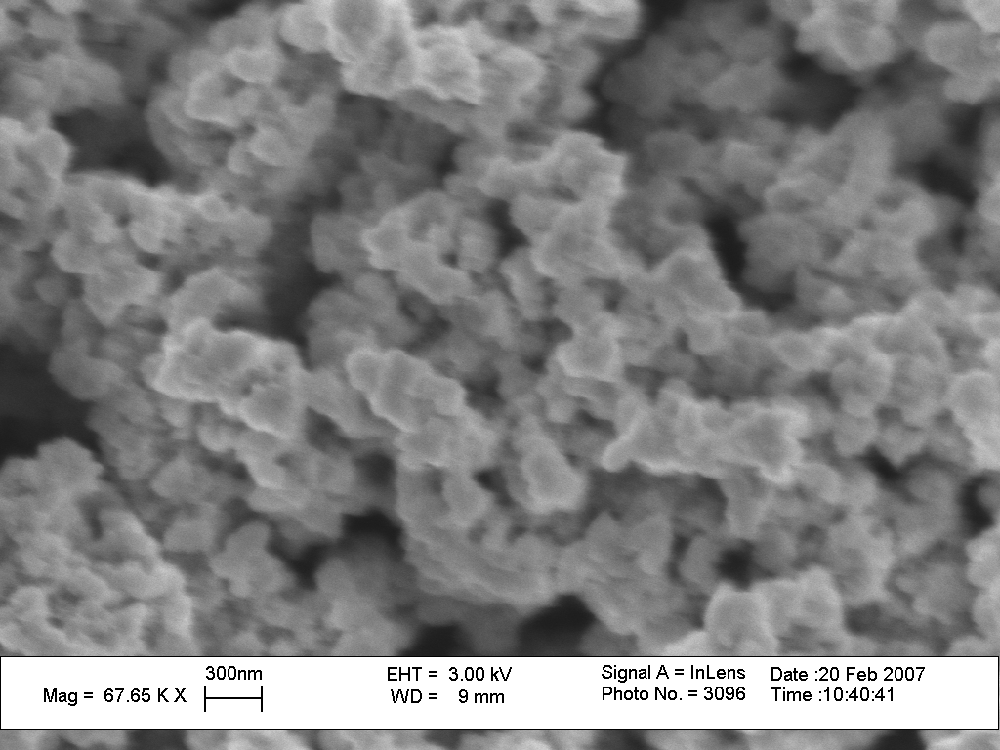 300nm
Mag = 67.65 K X
EHT = 3.00 kV
WD = 9 mm
Signal A = InLens
Photo No. = 3096
Date :20 Feb 2007
Time :10:40:41